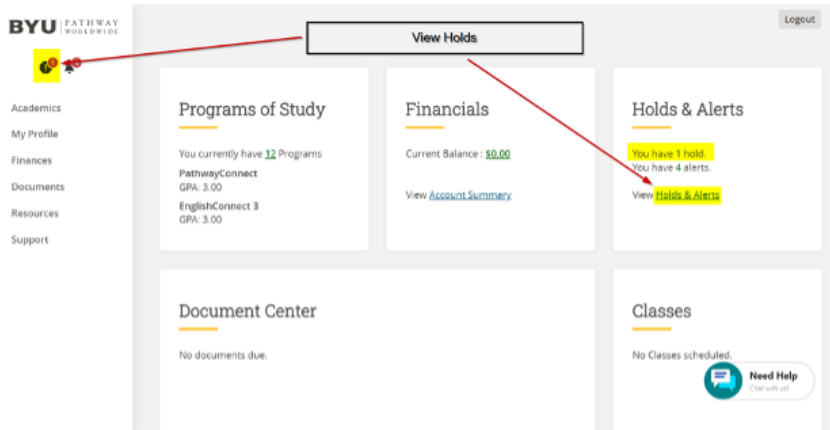 BYU PATHWAY
WORLDWIDE
View Holds
Logout
1
Academics
My Profile
Finances
Documents
Resources
Support
Programs of Study
You currently have 12 Programs
PathwayConnect
GPA: 3.00
EnglishConnect 3
GPA: 3.00
Financials
Current Balance : $0.00
View Account Summary
Holds & Alerts
You have 1 hold.
You have 4 alerts.
View Holds & Alerts
Document Center
No documents due.
Classes
No Classes scheduled.
Need Help
Chat with us!